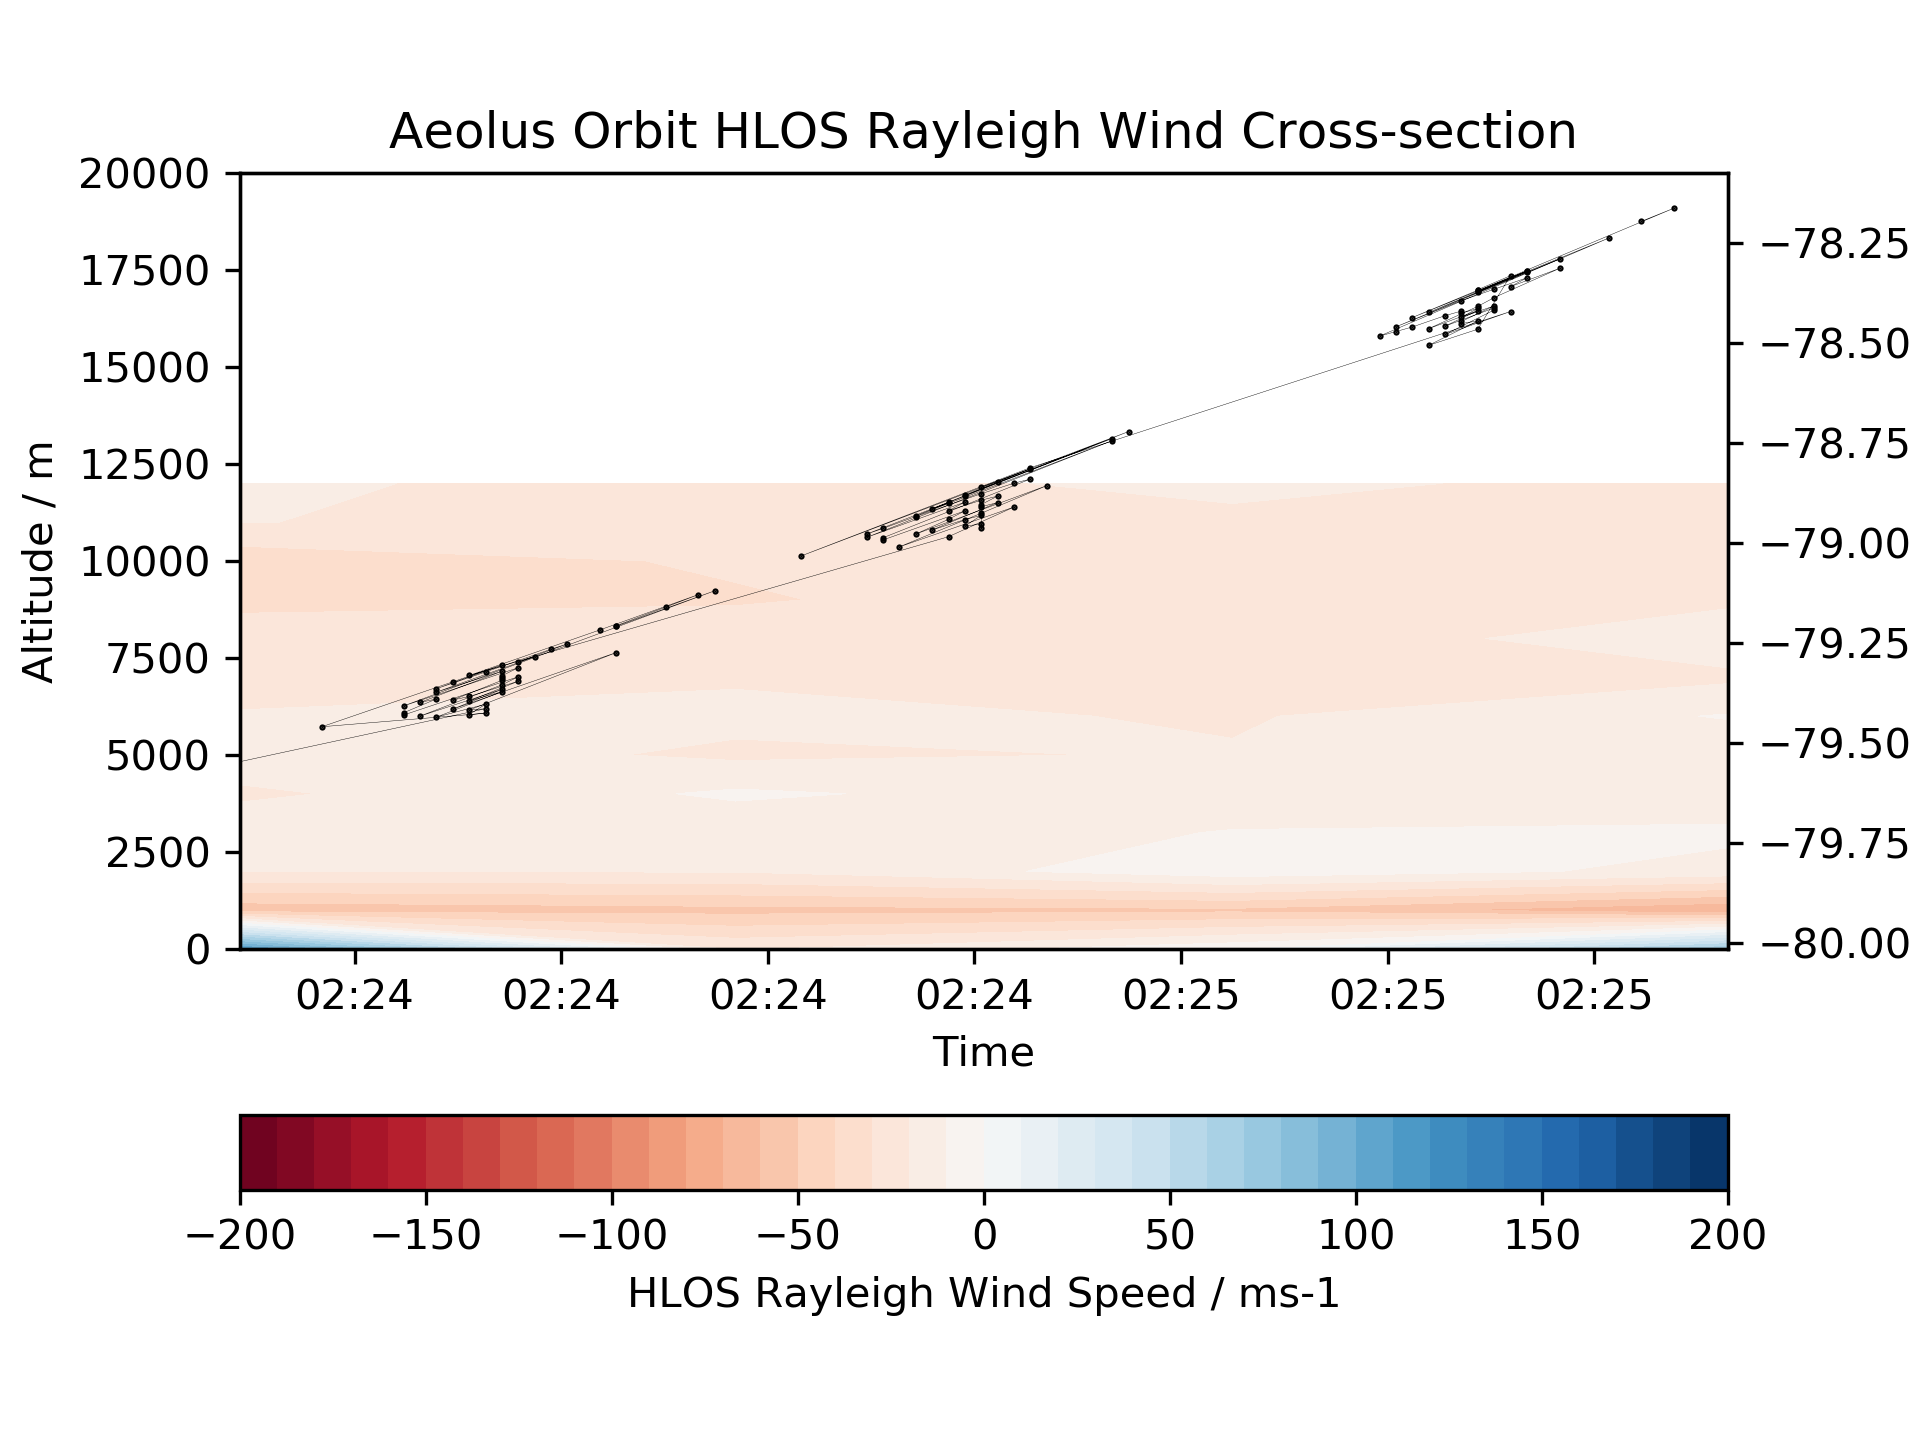 Aeolus Orbit HLOS Rayleigh Wind Cross-section
20000
17500
15000
12500
10000
7500
5000
2500
0
Altitude / m
−78.25
−78.50
−78.75
−79.00
−79.25
−79.50
−79.75
−80.00
02:24 02:24 02:24 02:24 02:25 02:25 02:25
Time
−200 −150 −100 −50 0 50 100 150 200
HLOS Rayleigh Wind Speed / ms-1